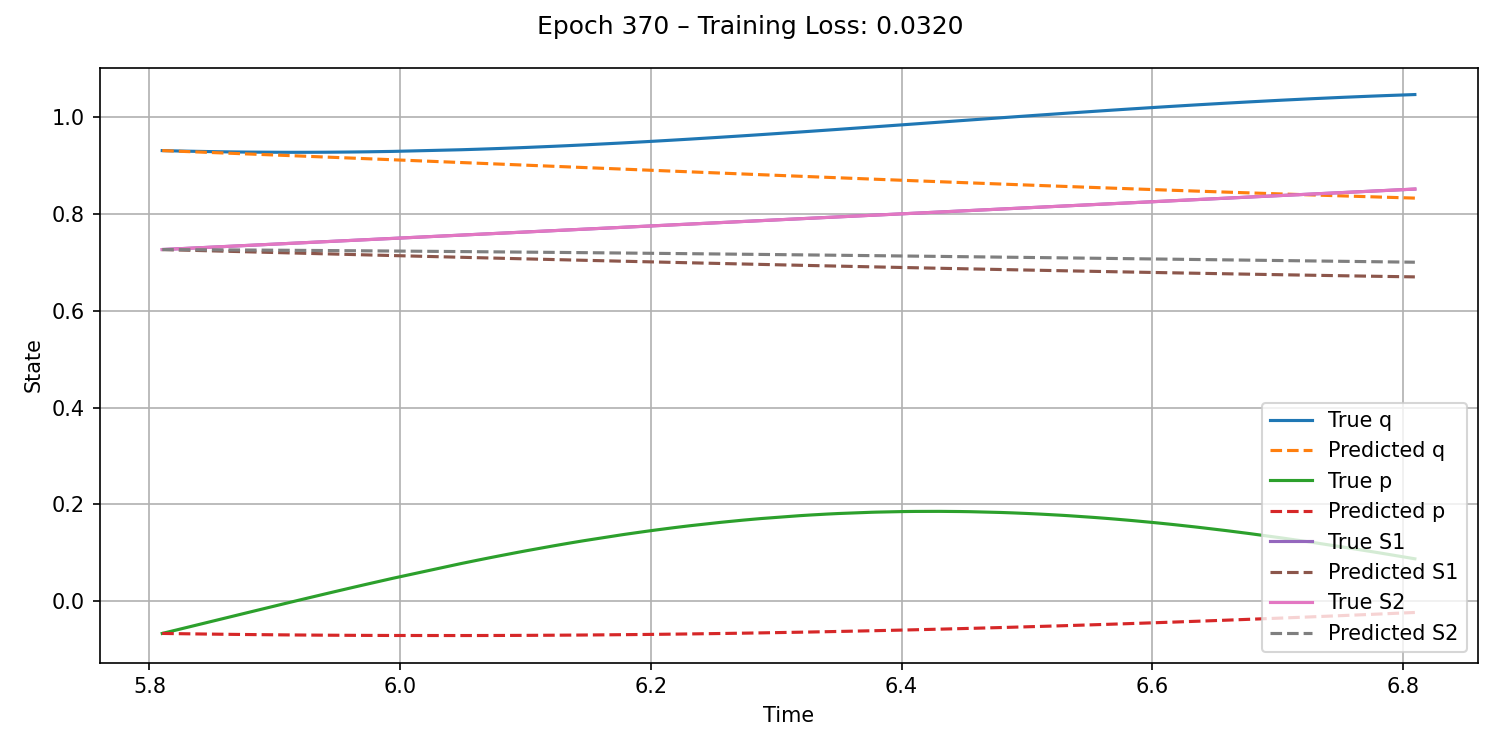 Epoch 370 – Training Loss: 0.0320
1.0
0.8
0.6
0.4
0.2
0.0
State
True q
Predicted q
True p
Predicted p
True S1
Predicted S1
True S2
Predicted S2
5.8
6.0
6.2
6.4
6.6
6.8
Time